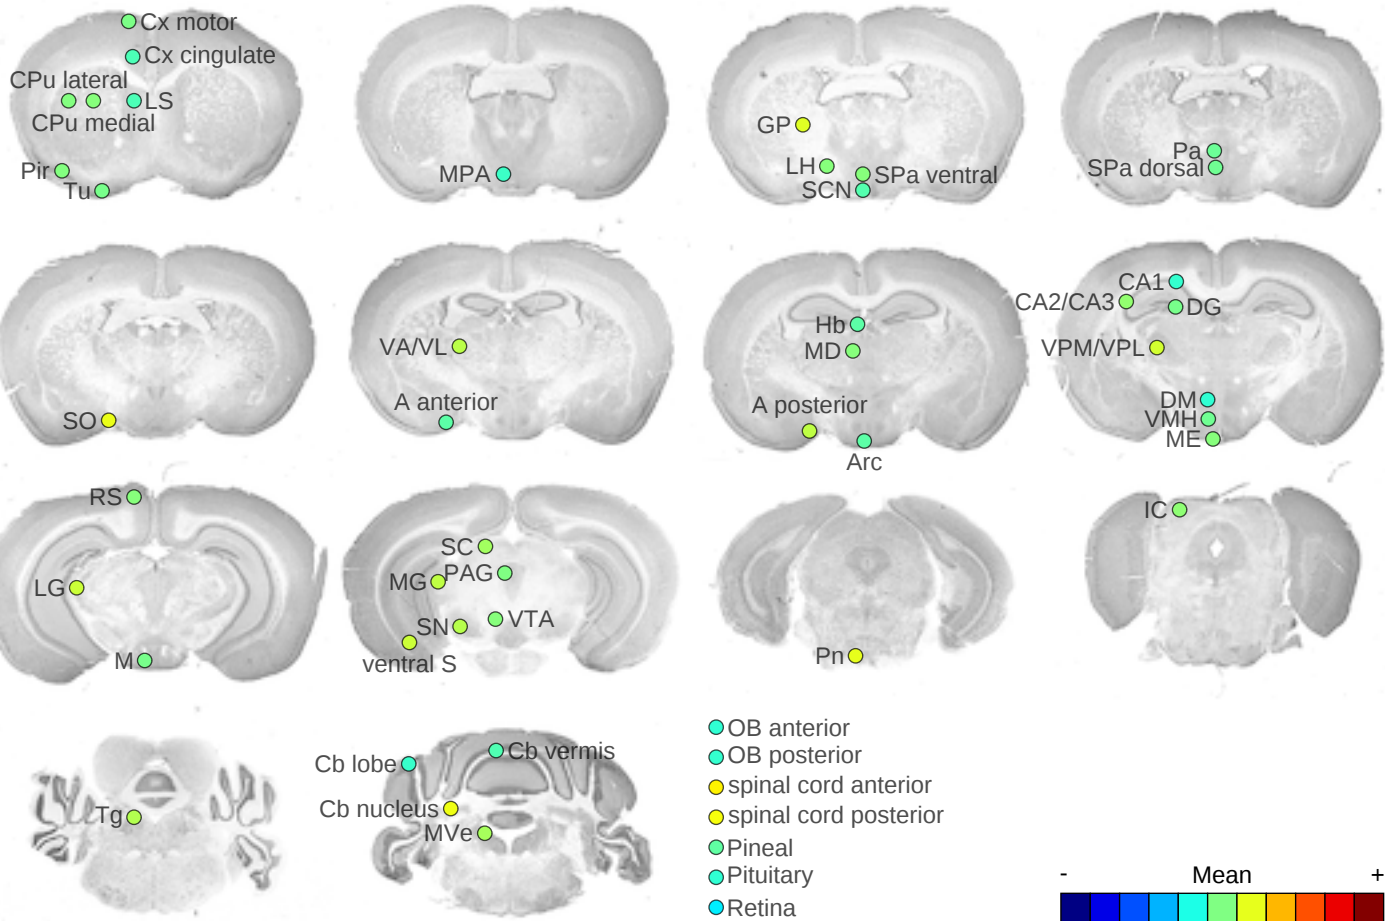 Cx motor
Cx cingulate
CPu lateral
LS
CPu medial
Pir
Tu
MPA
GP
LH
SPa ventral
SCN
Pa
SPa dorsal
SO
VA/VL
A anterior
Hb
MD
A posterior
Arc
CA1
CA2/CA3
DG
VPM/VPL
DM
VMH
ME
RS
LG
M
SC
PAG
MG
VTA
SN
ventral S
Pn
IC
Tg
Cb vermis
Cb lobe
Cb nucleus
MVe
OB anterior
OB posterior
spinal cord anterior
spinal cord posterior
Pineal
Pituitary
Retina
- Mean +